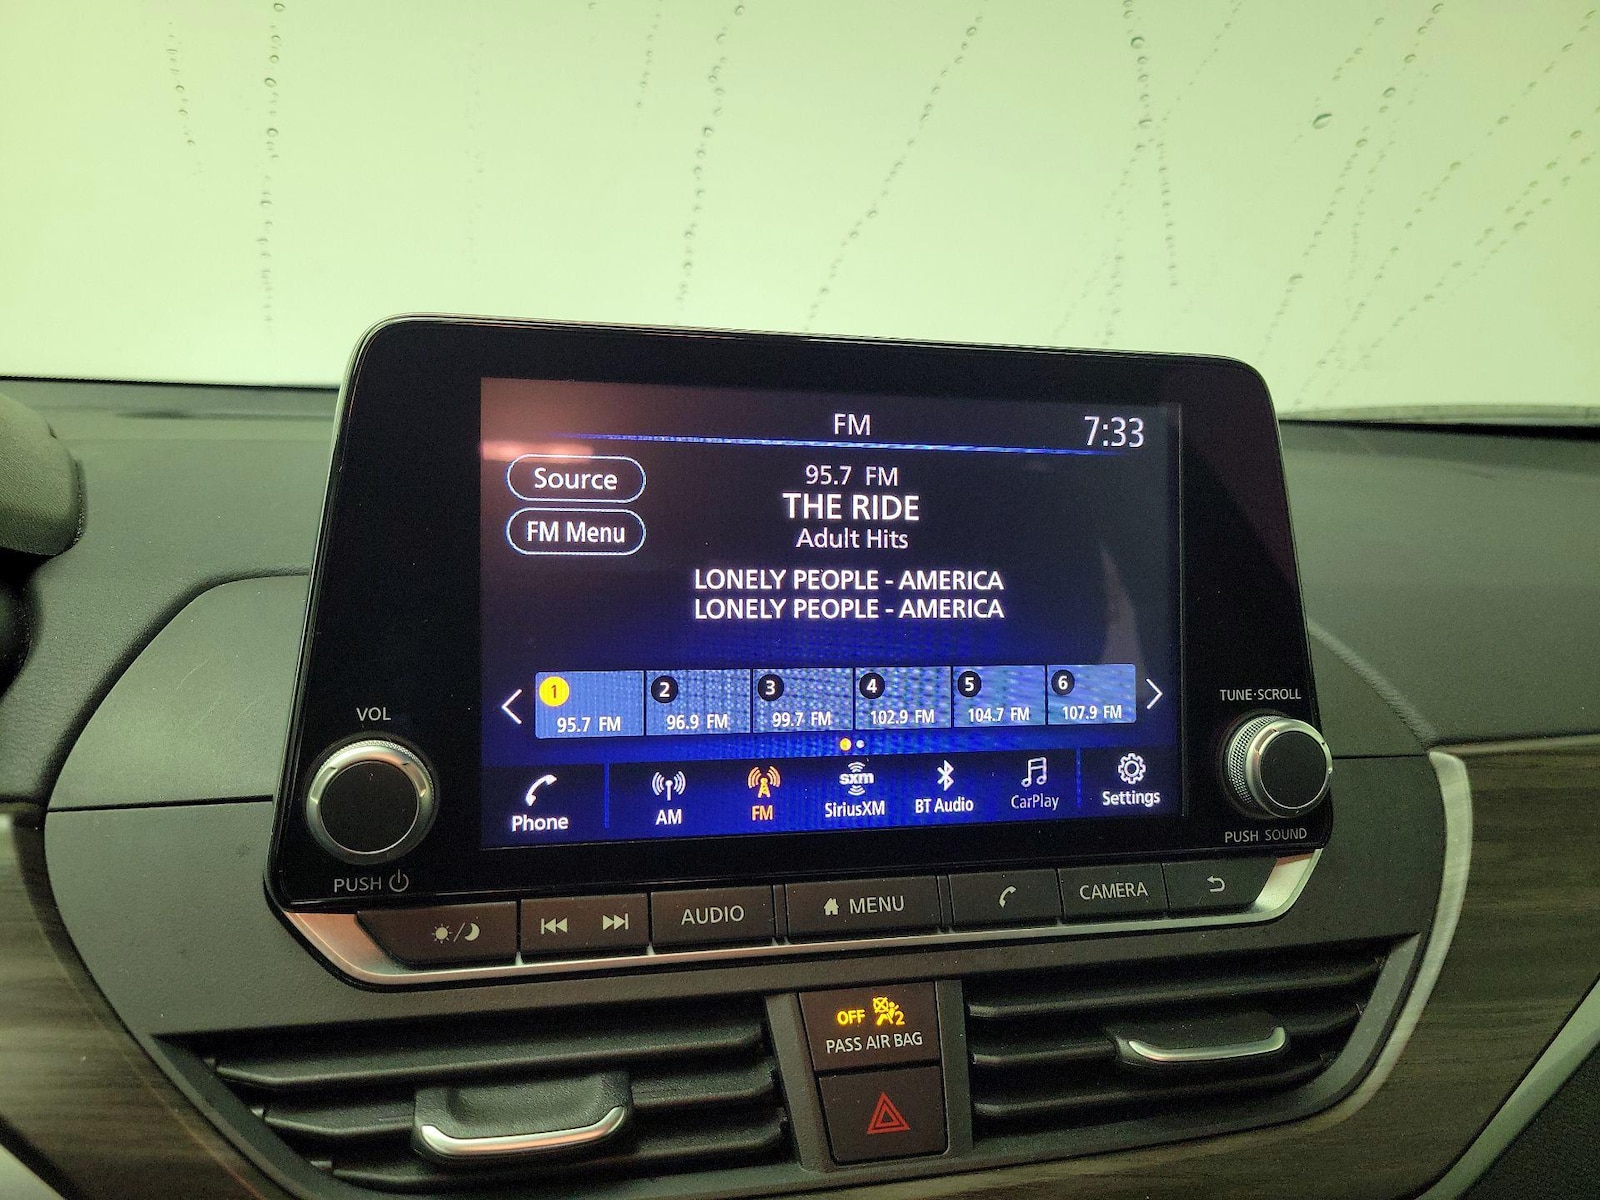 FM
7:33
Source
95.7 FM
THE RIDE
FM Menu
Adult Hits
LONELY PEOPLE - AMERICA
LONELY PEOPLE - AMERICA
1 2 3 4 5 6
95.7 FM 96.9 FM 99.7 FM 102.9 FM 104.7 FM 107.9 FM
Phone AM FM sxm SiriusXM BT Audio CarPlay Settings
VOL
PUSH
TUNE·SCROLL
PUSH SOUND
AUDIO MENU CAMERA
OFF 2
PASS AIR BAG